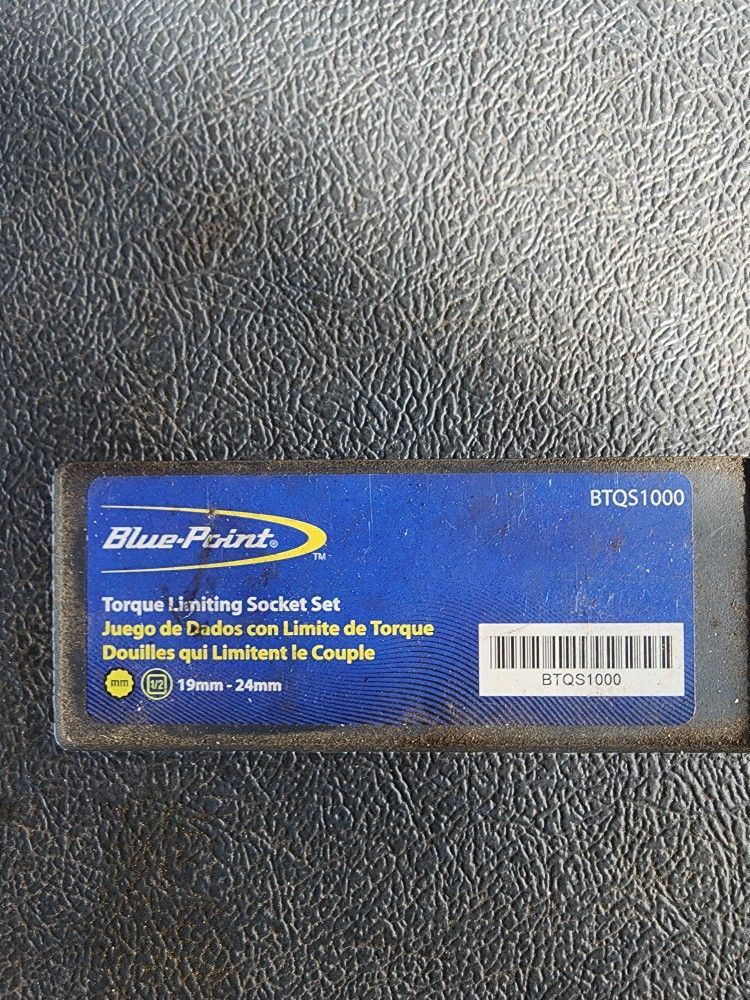 BTQS1000
Blue-Point®
TM
Torque Limiting Socket Set
Juego de Dados con Limite de Torque
Douilles qui Limitent le Couple
mm 1/2 19mm - 24mm
BTQS1000